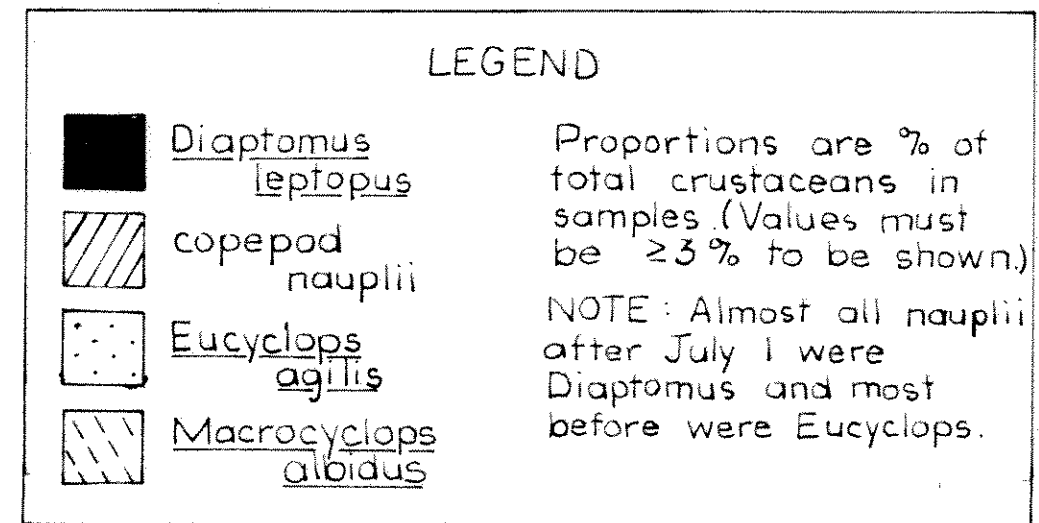 LEGEND
Diaptomus
leptopus
copepod
nauplii
Eucyclops
agilis
Macrocyclops
albidus
Proportions are % of
total crustaceans in
samples. (Values must
be ≥3% to be shown.)
NOTE: Almost all nauplii
after July 1 were
Diaptomus and most
before were Eucyclops.